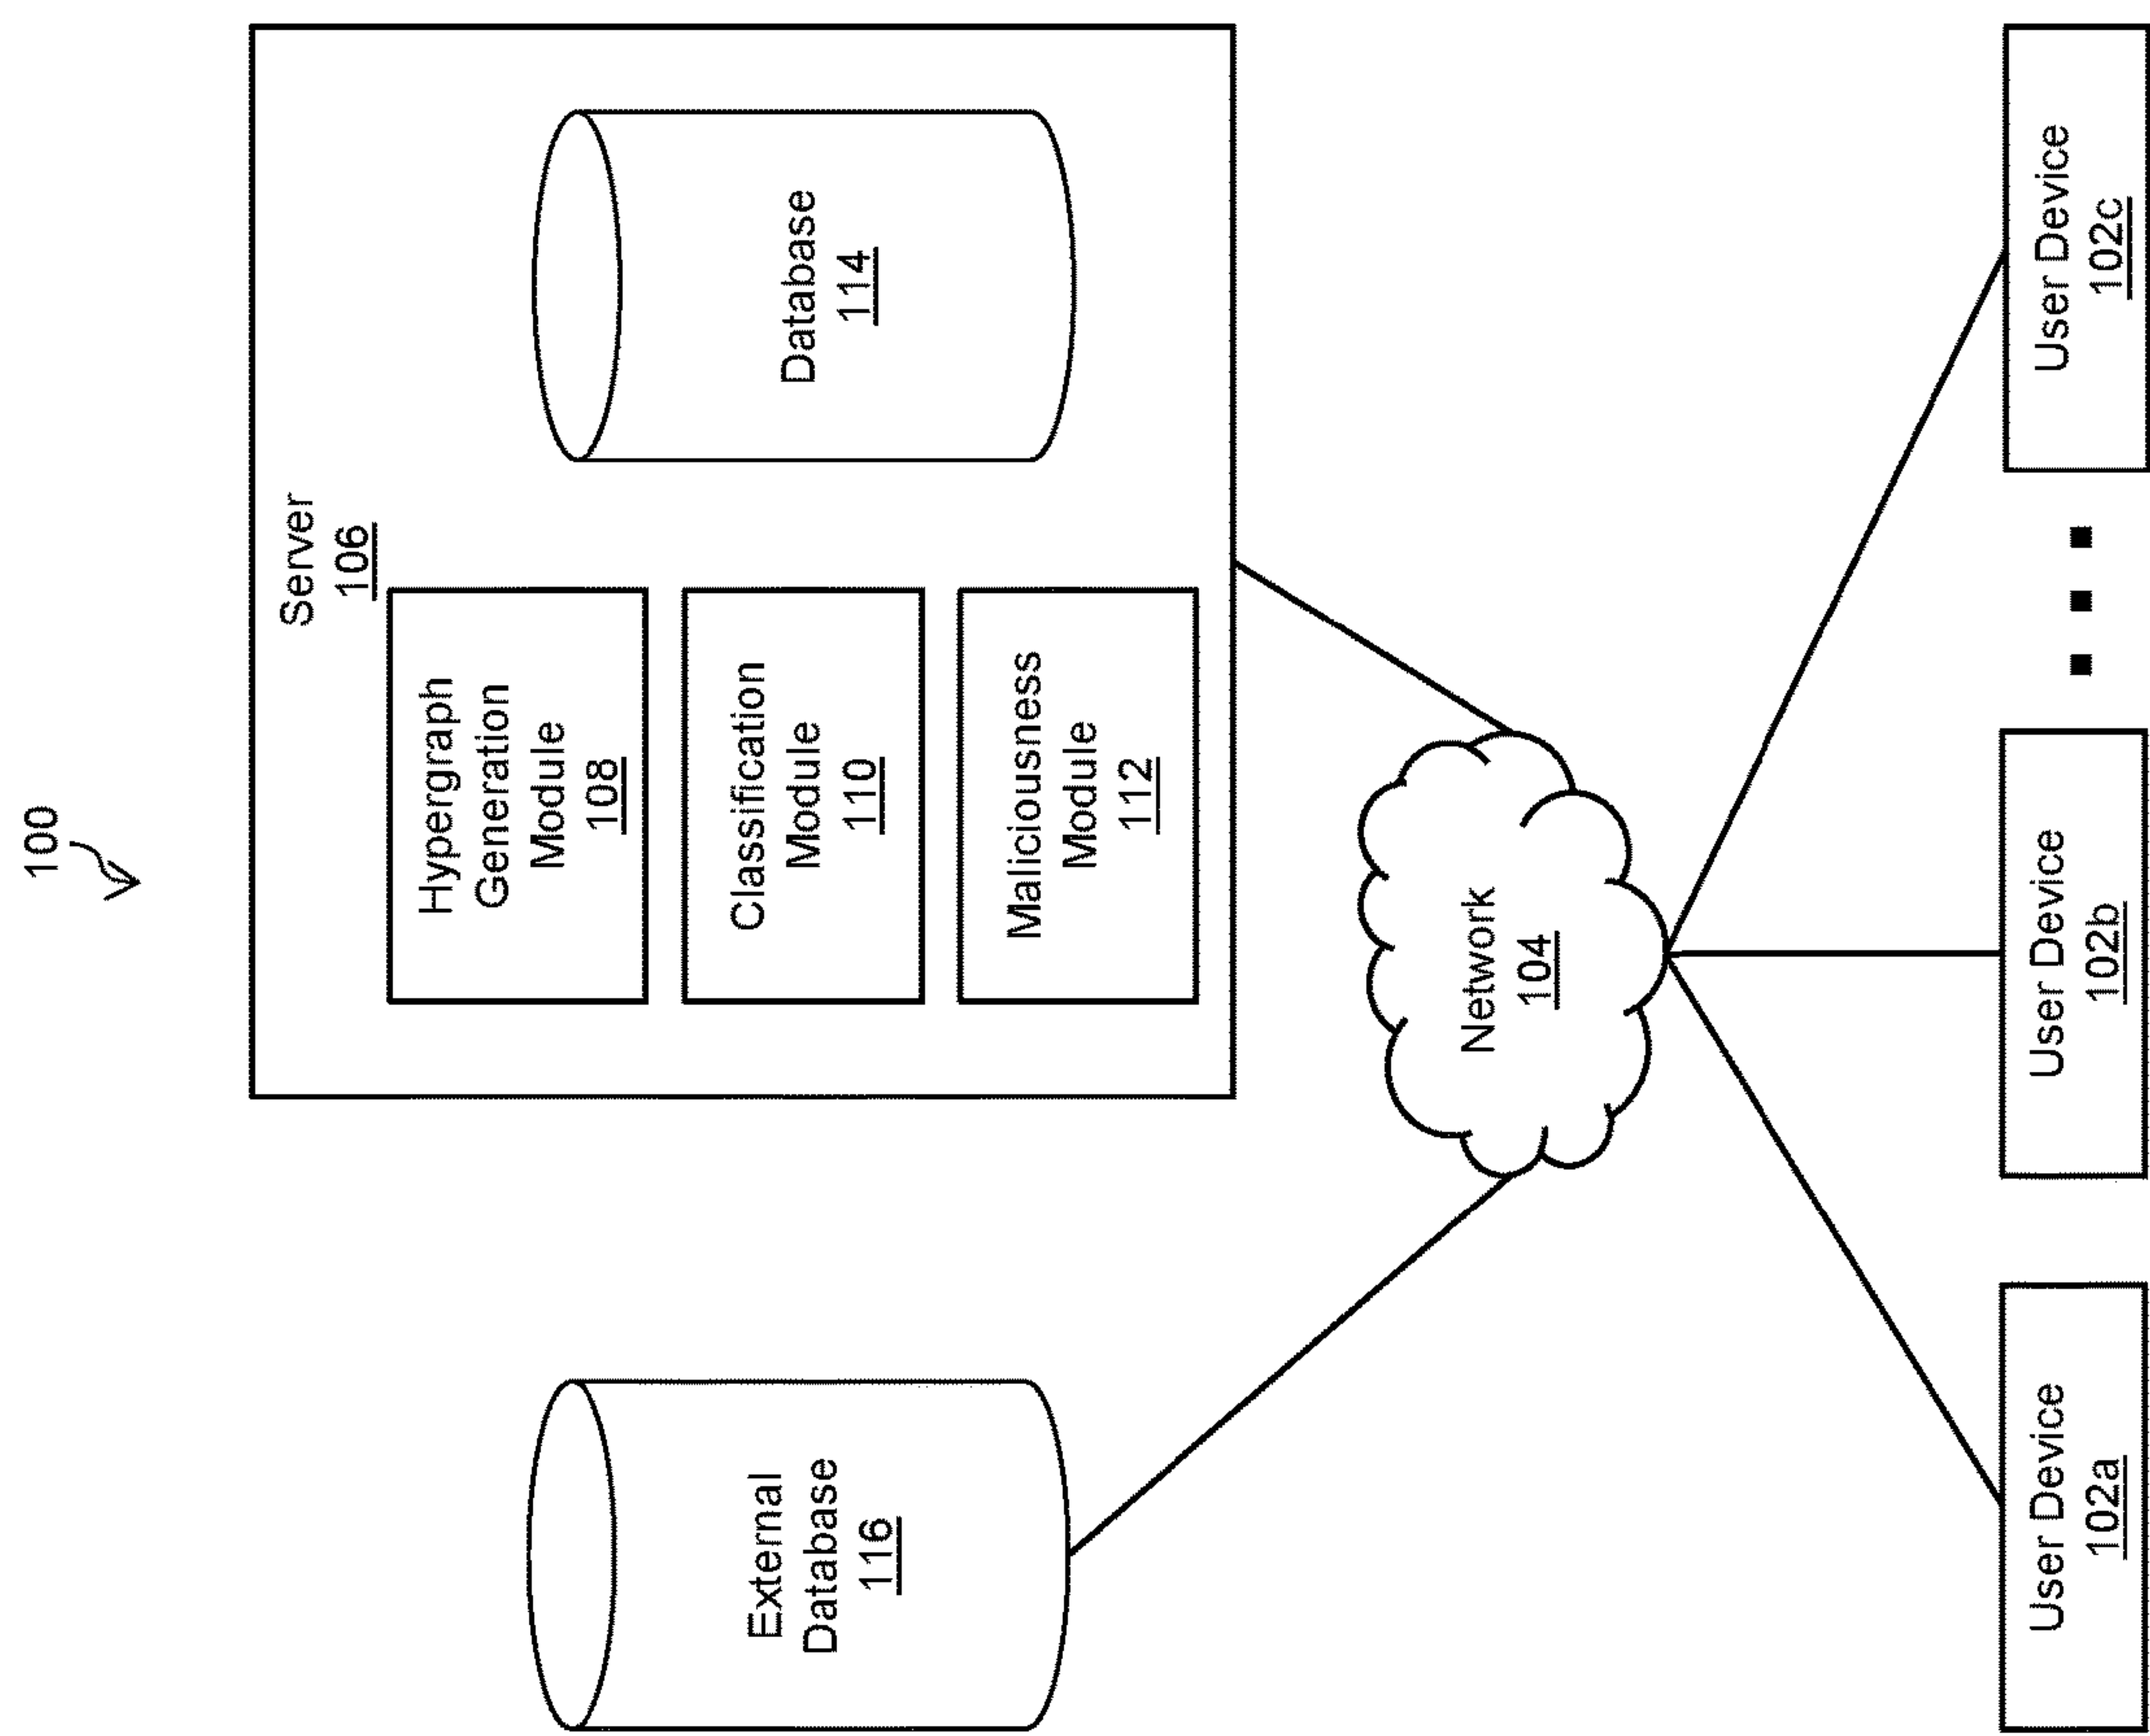 100
Server
106
Hypergraph
Generation
Module
108
Classification
Module
110
Maliciousness
Module
112
Database
114
External
Database
116
Network
104
User Device
102a
User Device
102b
User Device
102c